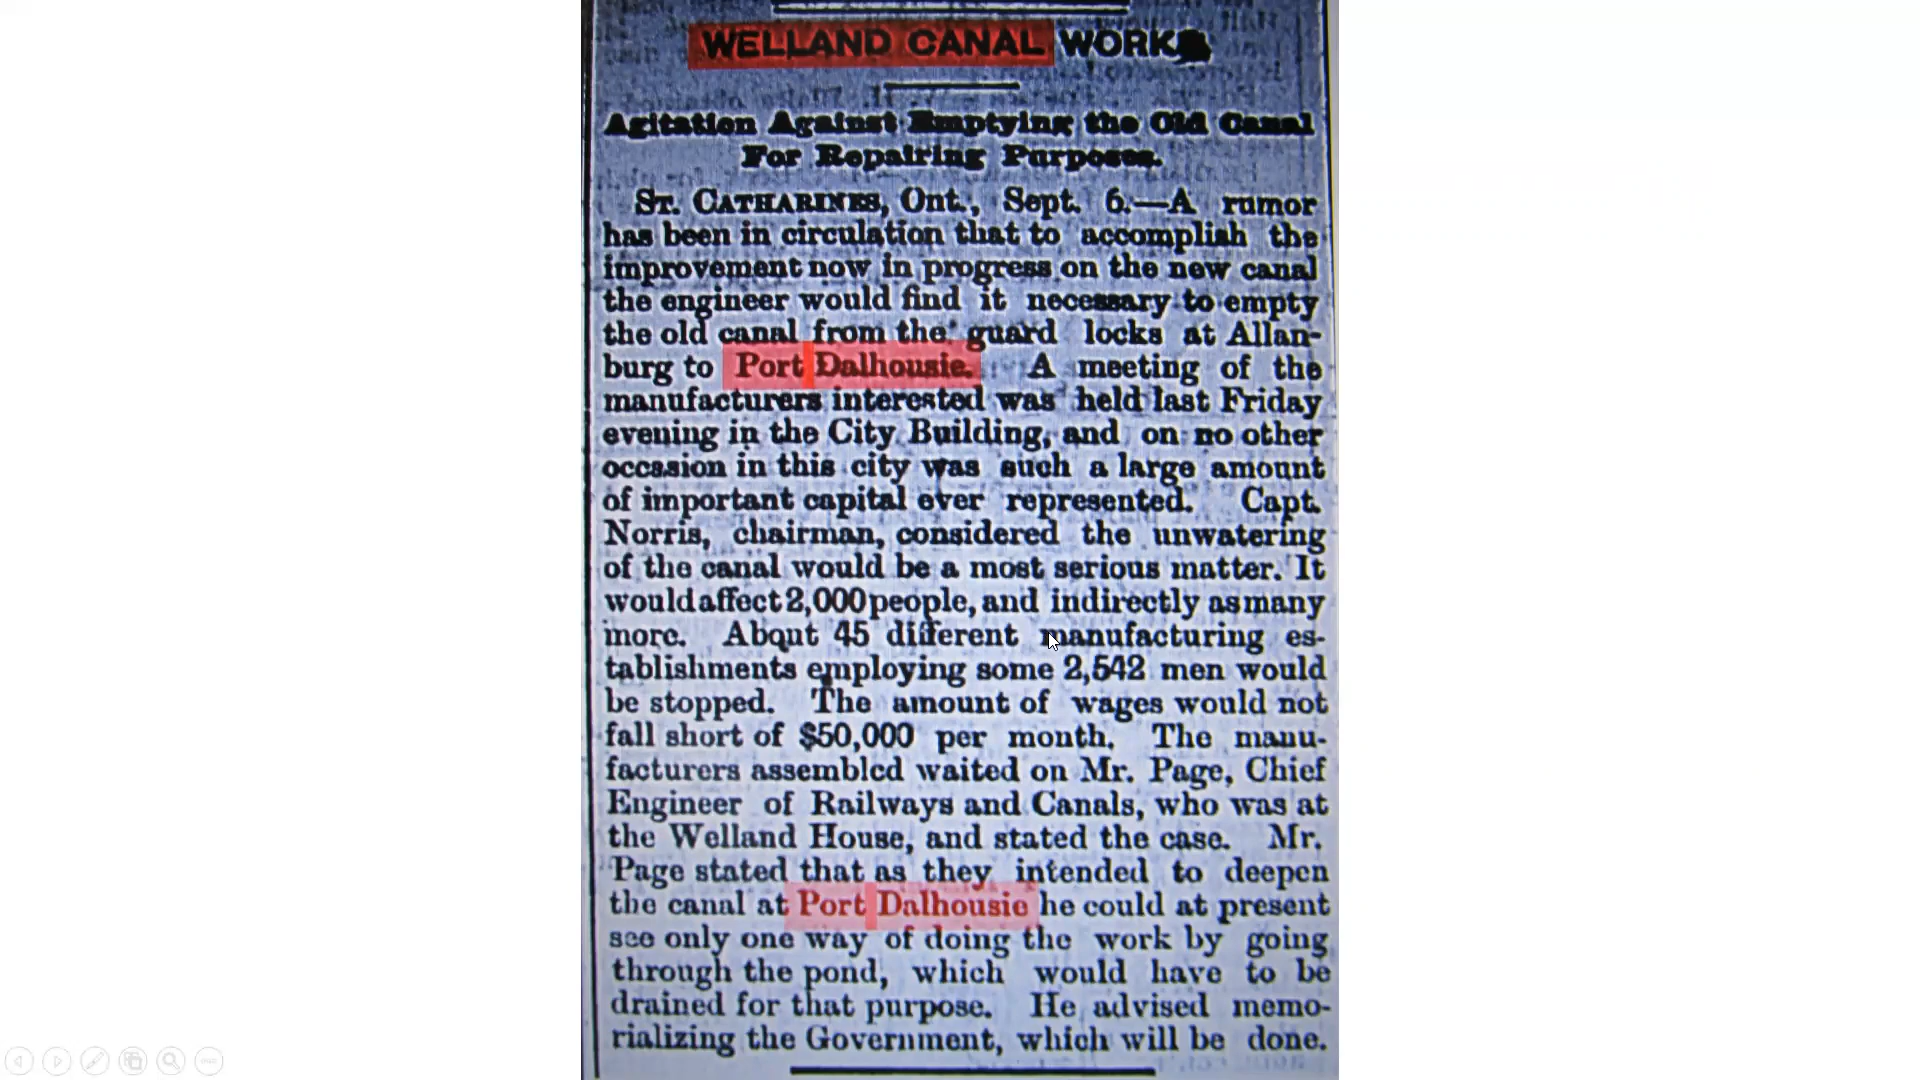 WELLAND CANAL WORKS
Agitation Against Emptying the Old Canal
For Repairing Purposes.
ST. CATHARINES, Ont., Sept. 6.—A rumor
has been in circulation that to accomplish the
improvement now in progress on the new canal
the engineer would find it necessary to empty
the old canal from the guard locks at Allan-
burg to Port Dalhousie. A meeting of the
manufacturers interested was held last Friday
evening in the City Building, and on no other
occasion in this city was such a large amount
of important capital ever represented. Capt.
Norris, chairman, considered the unwatering
of the canal would be a most serious matter. It
would affect 2,000 people, and indirectly as many
more. About 45 different manufacturing es-
tablishments employing some 2,542 men would
be stopped. The amount of wages would not
fall short of $50,000 per month. The manu-
facturers assembled waited on Mr. Page, Chief
Engineer of Railways and Canals, who was at
the Welland House, and stated the case. Mr.
Page stated that as they intended to deepen
the canal at Port Dalhousie he could at present
see only one way of doing the work by going
through the pond, which would have to be
drained for that purpose. He advised memo-
rializing the Government, which will be done.